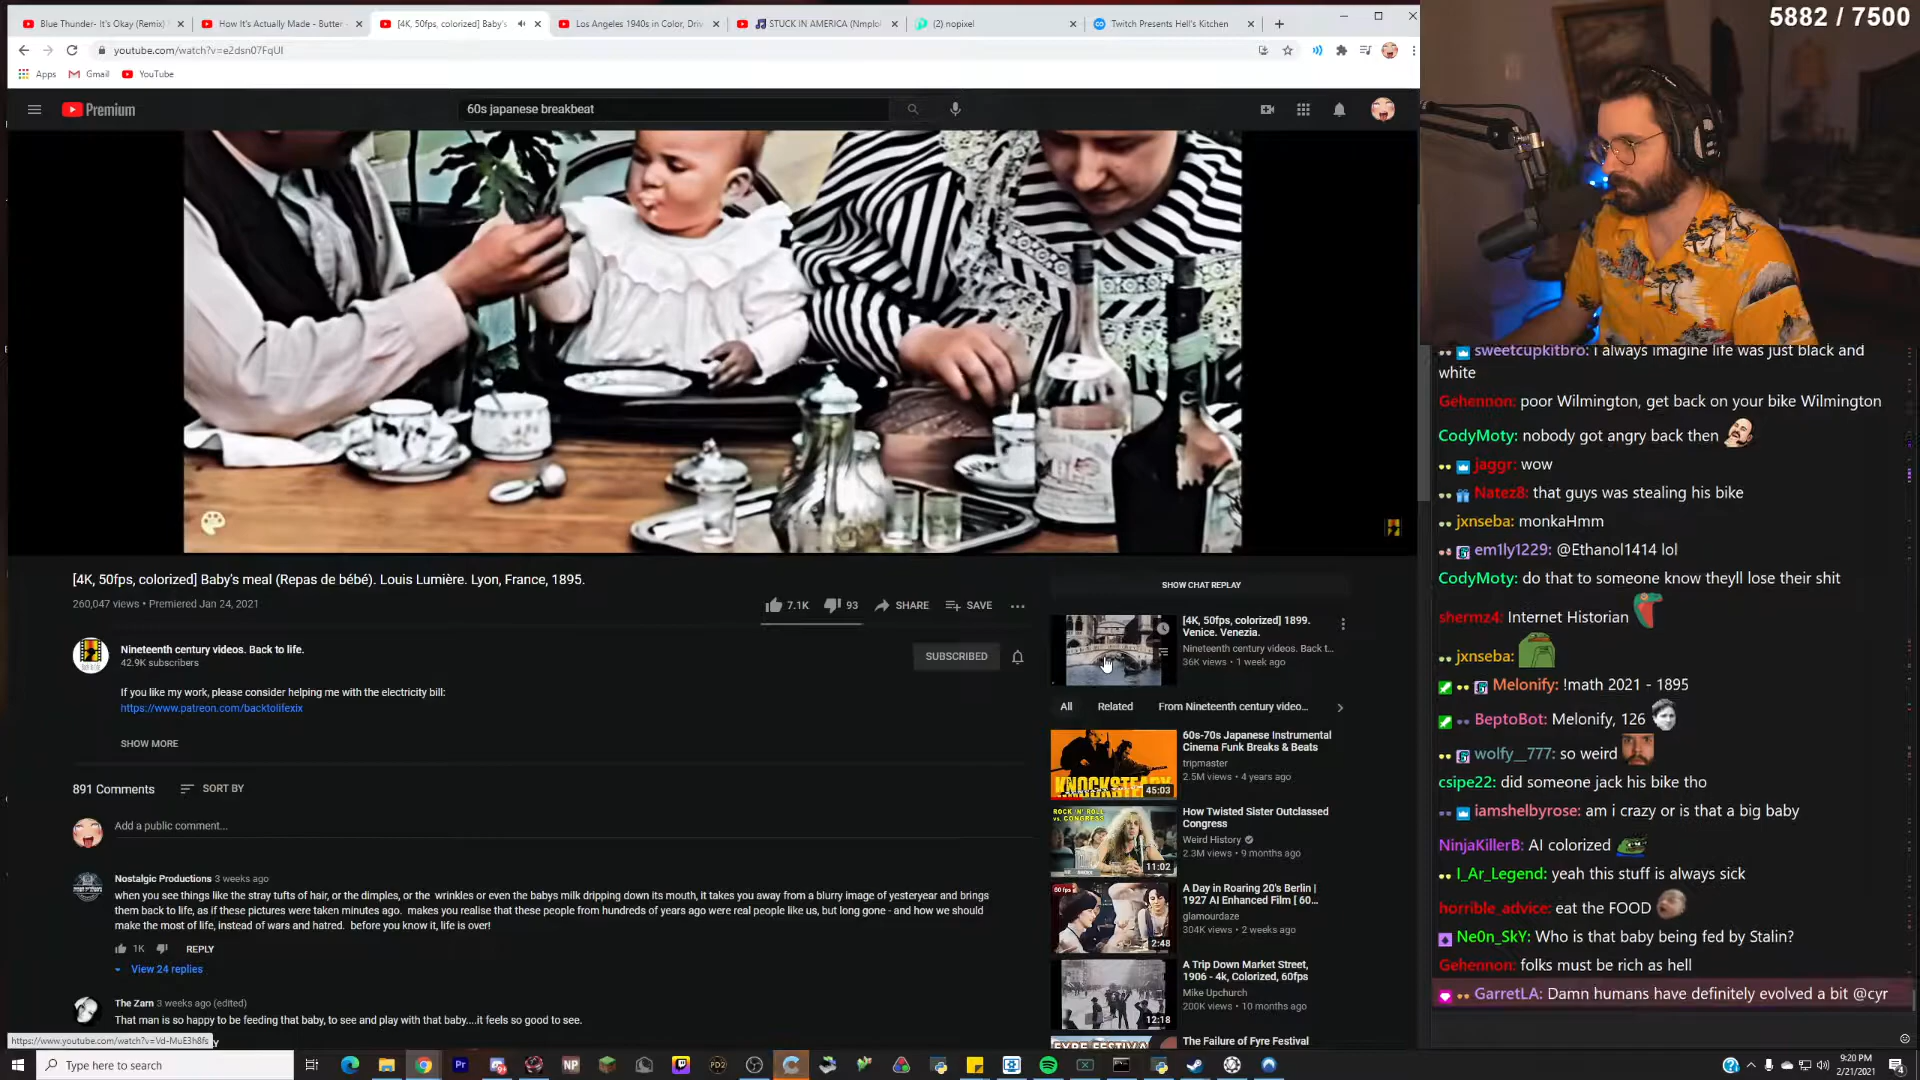 Blue Thunder- It's Okay (Remix)
How It's Actually Made - Butter
[4K, 50fps, colorized] Baby's
Los Angeles 1940s in Color, Dri
STUCK IN AMERICA (Nmplol
(2) nopixel
Twitch Presents Hell's Kitchen
5882 / 7500
youtube.com/watch?v=e2dsn07FqUI
Apps
Gmail
YouTube
Premium
60s japanese breakbeat
[4K, 50fps, colorized] Baby's meal (Repas de bébé). Louis Lumière. Lyon, France, 1895.
260,047 views • Premiered Jan 24, 2021
7.1K
93
SHARE
SAVE
Nineteenth century videos. Back to life.
42.9K subscribers
SUBSCRIBED
If you like my work, please consider helping me with the electricity bill:
https://www.patreon.com/backtolifexix
SHOW MORE
891 Comments
SORT BY
Add a public comment...
Nostalgic Productions 3 weeks ago
when you see things like the stray tufts of hair, or the dimples, or the wrinkles or even the babys milk dripping down its mouth, it takes you away from a blurry image of yesteryear and brings
them back to life, as if these pictures were taken minutes ago. makes you realise that these people from hundreds of years ago were real people like us, but long gone - and how we should
make the most of life, instead of wars and hatred. before you know it, life is over!
1K
REPLY
View 24 replies
The Zarn 3 weeks ago (edited)
That man is so happy to be feeding that baby, to see and play with that baby....it feels so good to see.
https://www.youtube.com/watch?v=Vd-MuE3h8fs
SHOW CHAT REPLAY
[4K, 50fps, colorized] 1899.
Venice. Venezia.
Nineteenth century videos. Back t...
36K views • 1 week ago
All
Related
From Nineteenth century video...
KNOCKSTEADY
45:03
60s-70s Japanese Instrumental
Cinema Funk Breaks & Beats
tripmaster
2.5M views • 4 years ago
ROCK 'N' ROLL
VS. CONGRESS
11:02
How Twisted Sister Outclassed
Congress
Weird History
2.3M views • 9 months ago
60 fps
2:48
A Day in Roaring 20's Berlin |
1927 AI Enhanced Film [ 60...
glamourdaze
304K views • 2 weeks ago
12:18
A Trip Down Market Street,
1906 - 4k, Colorized, 60fps
Mike Upchurch
200K views • 10 months ago
The Failure of Fyre Festival
sweetcupkitbro: I always imagine life was just black and
white
Gehennon: poor Wilmington, get back on your bike Wilmington
CodyMoty: nobody got angry back then
jaggr: wow
Natez8: that guys was stealing his bike
jxnseba: monkaHmm
em1ly1229: @Ethanol1414 lol
CodyMoty: do that to someone know theyll lose their shit
shermz4: Internet Historian
jxnseba:
Melonify: !math 2021 - 1895
BeptoBot: Melonify, 126
wolfy__777: so weird
csipe22: did someone jack his bike tho
iamshelbyrose: am i crazy or is that a big baby
NinjaKillerB: AI colorized
I_Ar_Legend: yeah this stuff is always sick
horrible_advice: eat the FOOD
Ne0n_SkY: Who is that baby being fed by Stalin?
Gehennon: folks must be rich as hell
GarretLA: Damn humans have definitely evolved a bit @cyr
Type here to search
Pr
NP
PD2
9:20 PM
2/21/2021